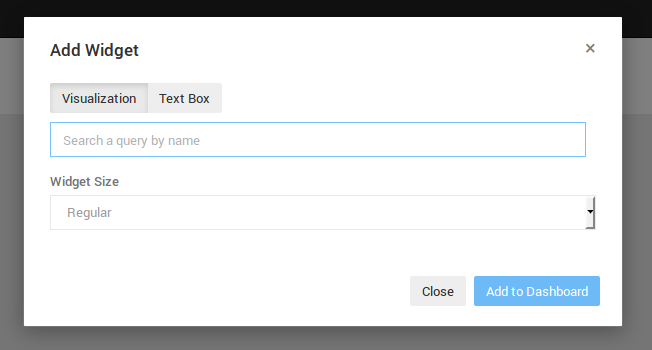 Add Widget ×
Visualization Text Box
Search a query by name
Widget Size
Regular
Close Add to Dashboard